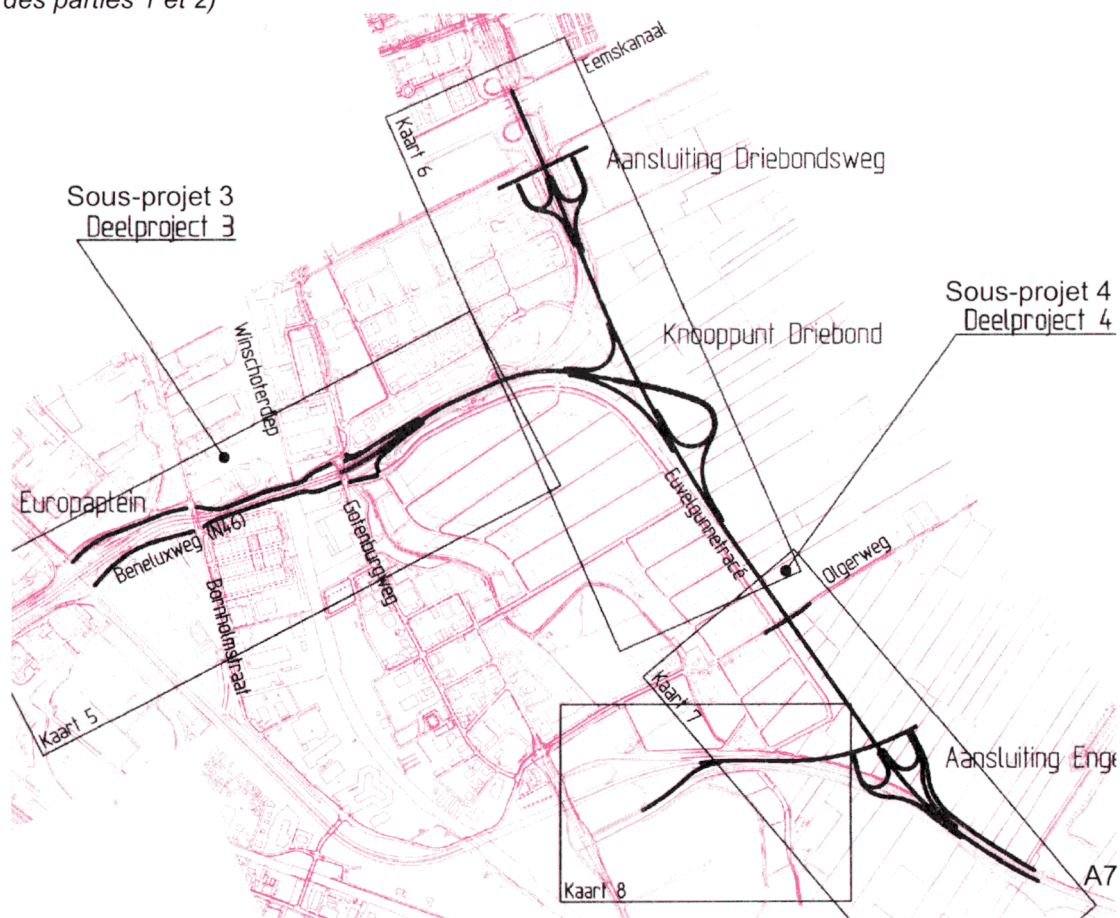 des parties 1 et 2)
Eemskanaal
Kaart 6
Aansluiting Driebondsweg
Sous-projet 3
Deelproject 3
Sous-projet 4
Deelproject 4
Knooppunt Driebond
Winschoterdiep
Europaplein
Beneluxweg (N46)
Gotenburgweg
Euvelgunnetracé
Olgerweg
Bornholmstraat
Kaart 5
Kaart 7
Aansluiting Enge
Kaart 8
A7